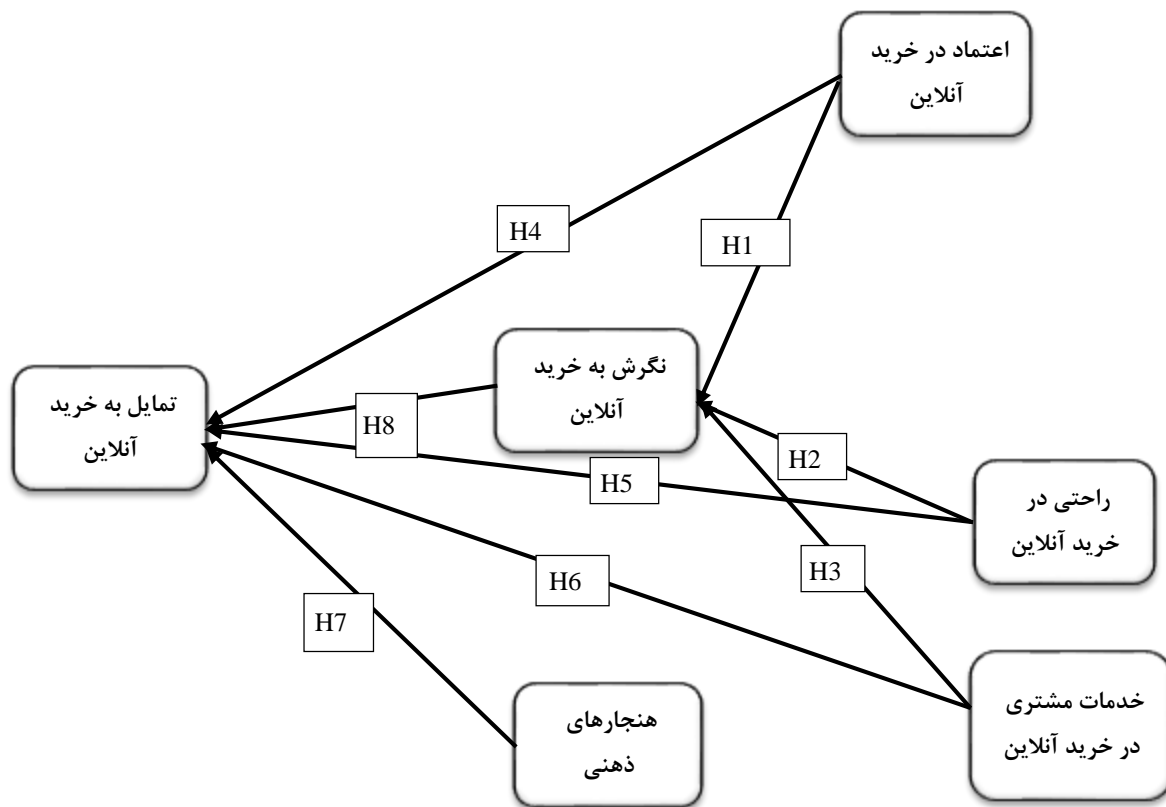 اعتماد در خرید
آنلاین
H4
H1
نگرش به خرید
آنلاین
تمایل به خرید
آنلاین
H8
H2
H5
راحتی در
خرید آنلاین
H3
H6
H7
خدمات مشتری
در خرید آنلاین
هنجارهای
ذهنی